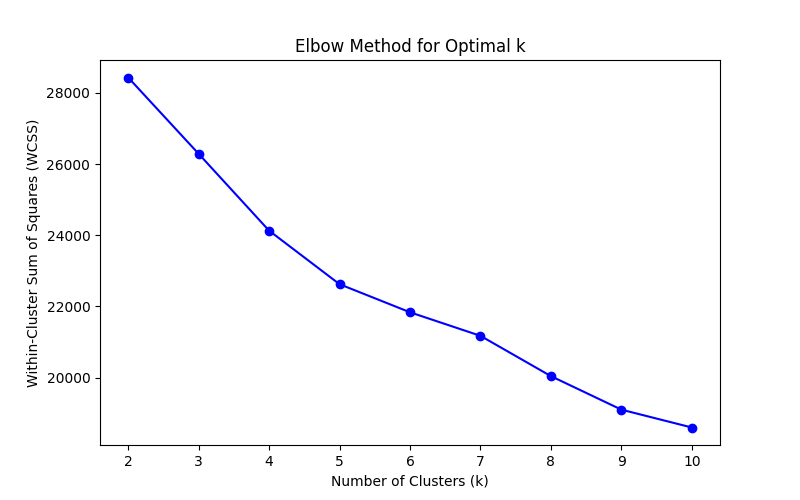 Elbow Method for Optimal k
Within-Cluster Sum of Squares (WCSS)
28000
26000
24000
22000
20000
2 3 4 5 6 7 8 9 10
Number of Clusters (k)